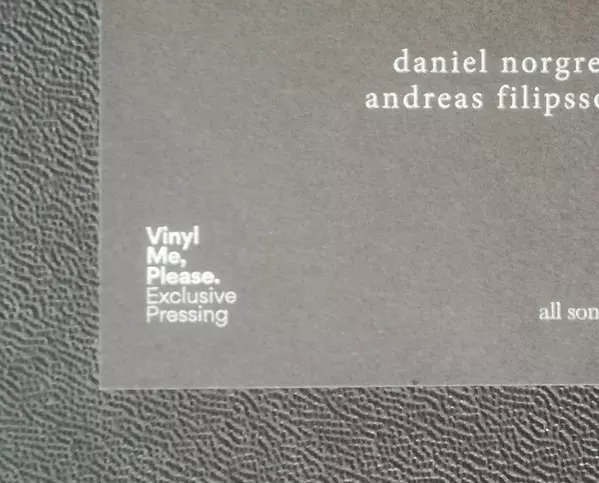 daniel norgre
andreas filipsso
Vinyl
Me,
Please.
Exclusive
Pressing
all son